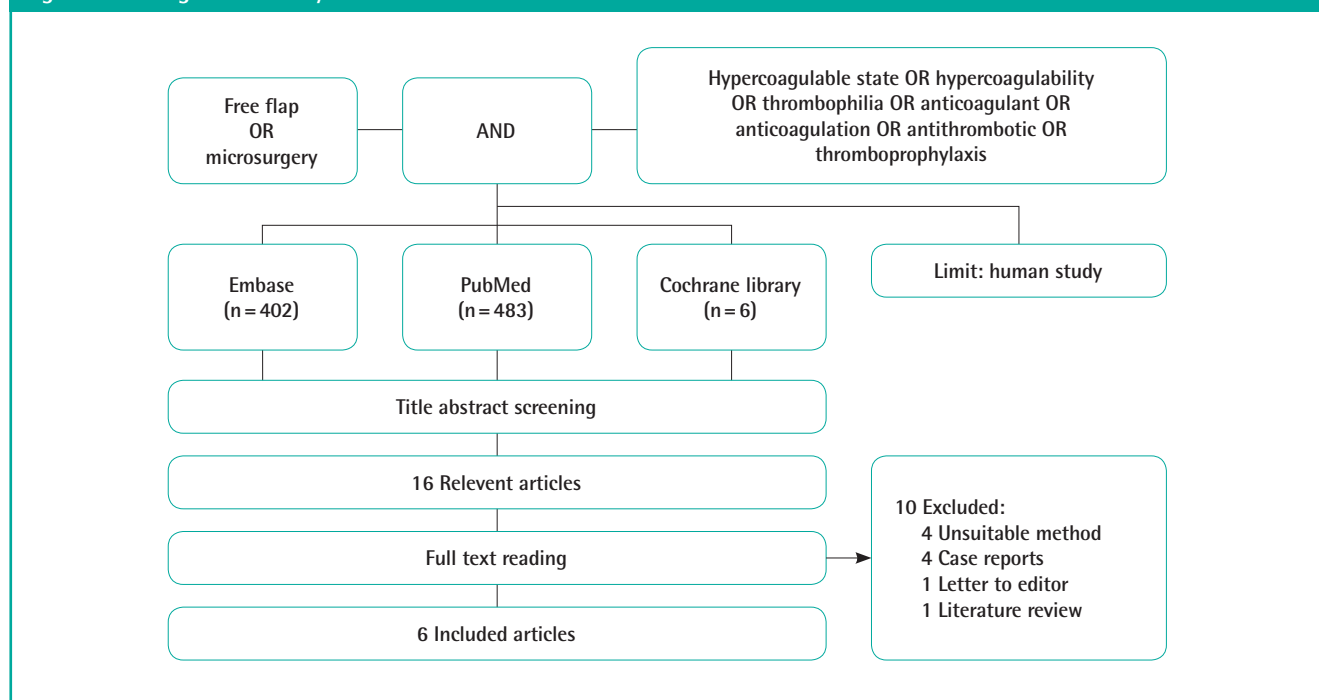 Free flap
OR
microsurgery
AND
Hypercoagulable state OR hypercoagulability
OR thrombophilia OR anticoagulant OR
anticoagulation OR antithrombotic OR
thromboprophylaxis
Embase
(n=402)
PubMed
(n=483)
Cochrane library
(n=6)
Limit: human study
Title abstract screening
16 Relevent articles
Full text reading
10 Excluded:
4 Unsuitable method
4 Case reports
1 Letter to editor
1 Literature review
6 Included articles